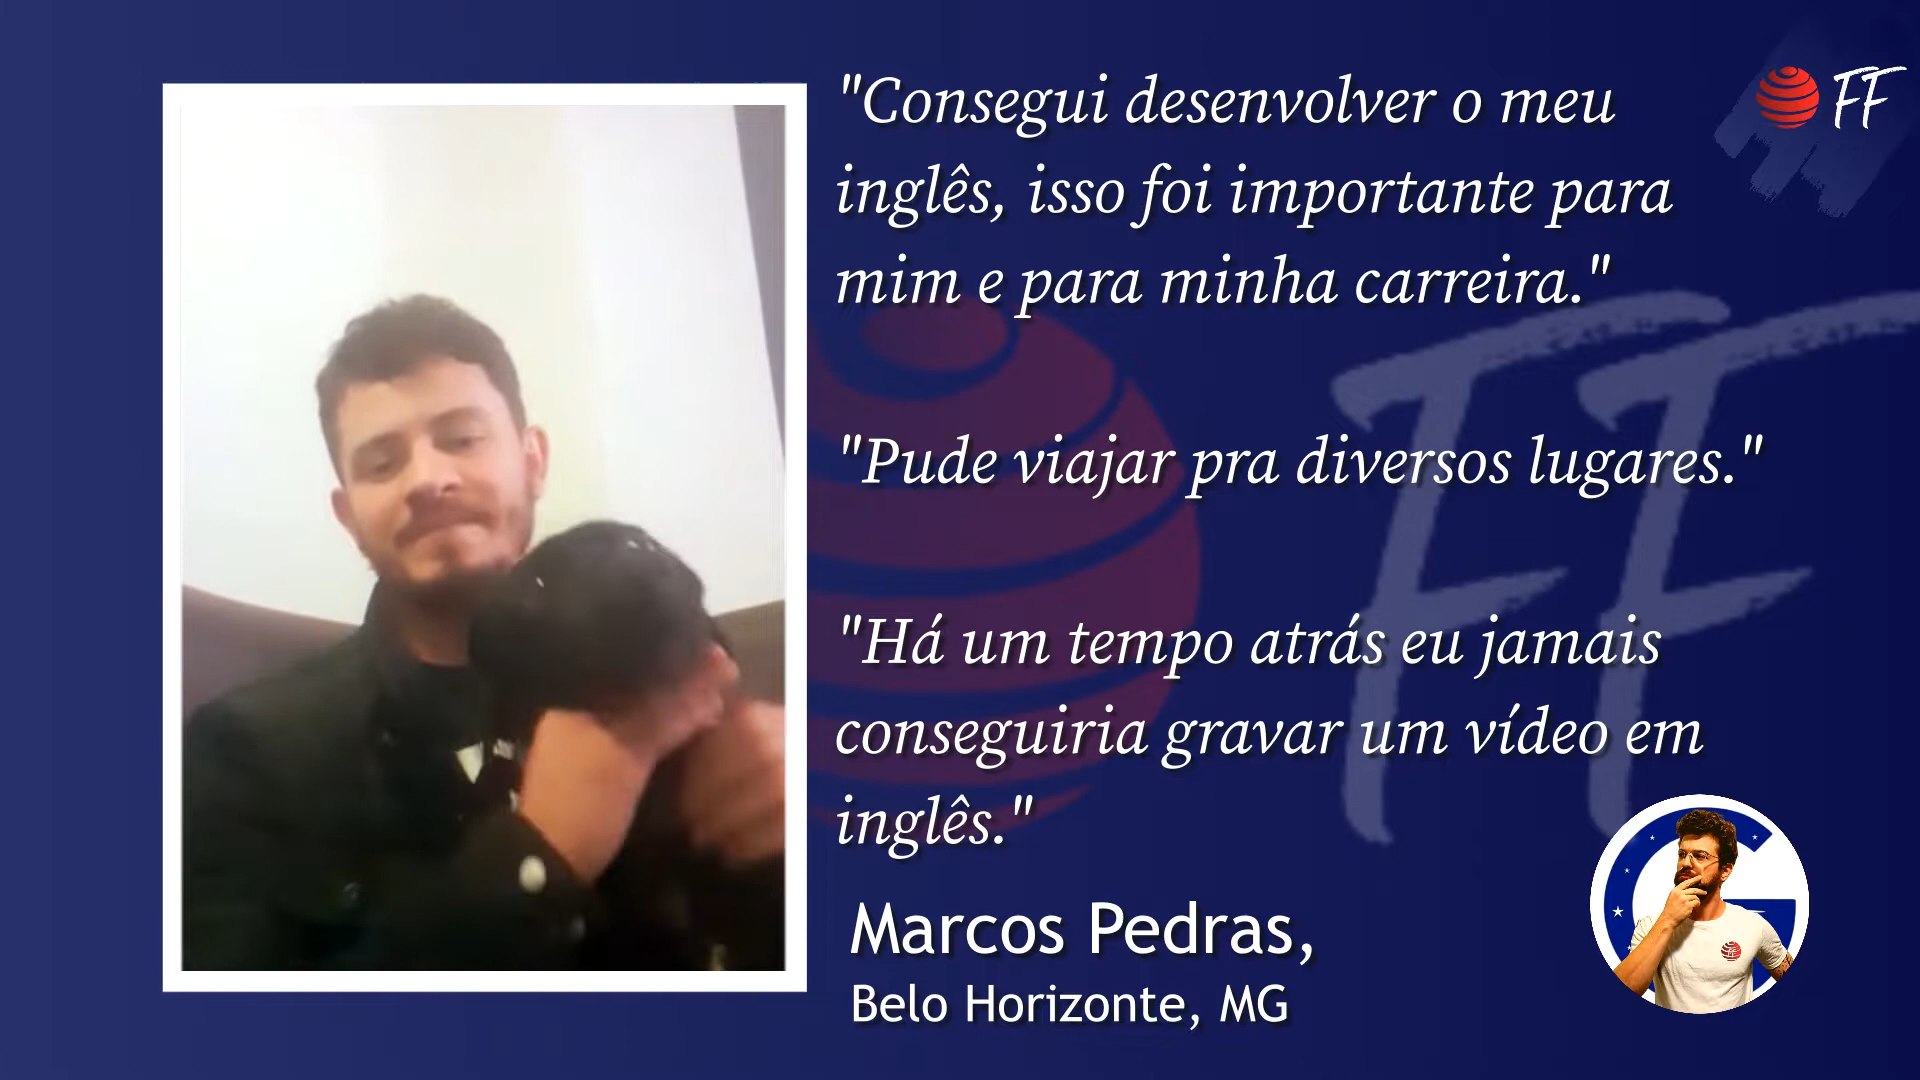 "Consegui desenvolver o meu
inglês, isso foi importante para
mim e para minha carreira."
"Pude viajar pra diversos lugares."
"Há um tempo atrás eu jamais
conseguiria gravar um vídeo em
inglês."
Marcos Pedras,
Belo Horizonte, MG
FF
FF
G